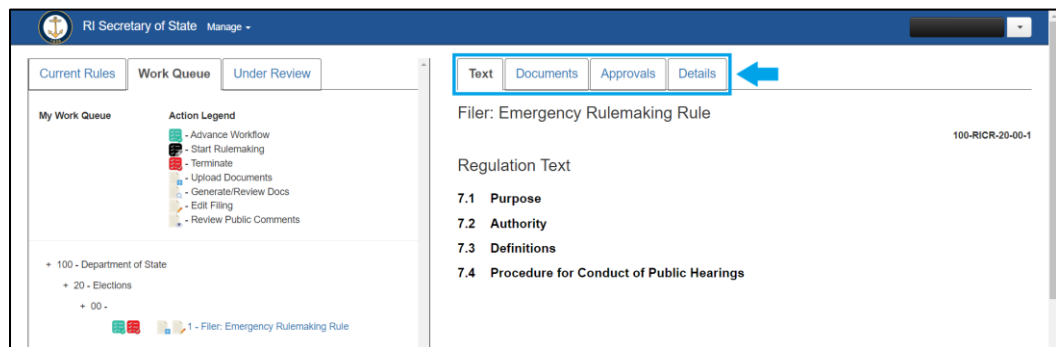 RI Secretary of State Manage
Current Rules Work Queue Under Review
My Work Queue Action Legend
- Advance Workflow
- Start Rulemaking
- Terminate
- Upload Documents
- Generate/Review Docs
- Edit Filing
- Review Public Comments
+ 100 - Department of State
+ 20 - Elections
+ 00 -
1 - Filer: Emergency Rulemaking Rule
Text Documents Approvals Details
Filer: Emergency Rulemaking Rule
100-RICR-20-00-1
Regulation Text
7.1 Purpose
7.2 Authority
7.3 Definitions
7.4 Procedure for Conduct of Public Hearings